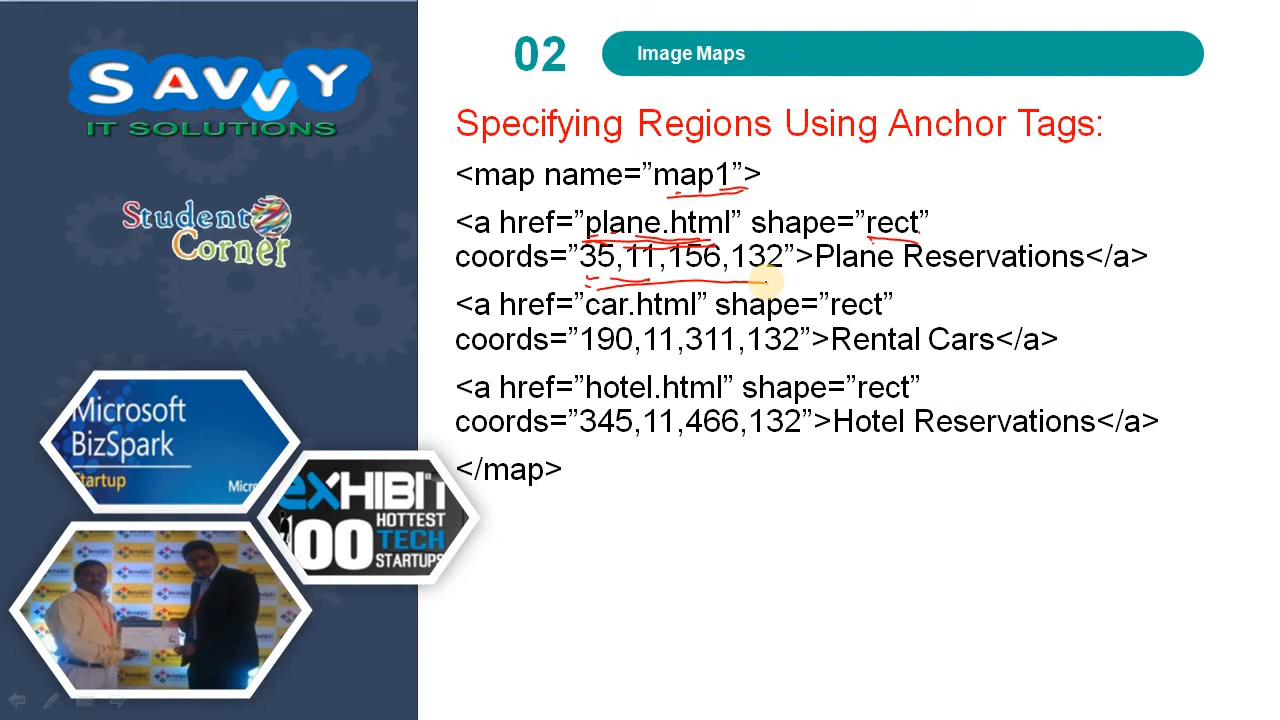 SAVVY
IT SOLUTIONS
Student
Corner
Microsoft
BizSpark
Startup
Micros
eXHIBIT
100
HOTTEST
TECH
STARTUPS
02
Image Maps
Specifying Regions Using Anchor Tags:
<map name=”map1”>
<a href=”plane.html” shape=”rect”
coords=”35,11,156,132”>Plane Reservations</a>
<a href=”car.html” shape=”rect”
coords=”190,11,311,132”>Rental Cars</a>
<a href=”hotel.html” shape=”rect”
coords=”345,11,466,132”>Hotel Reservations</a>
</map>